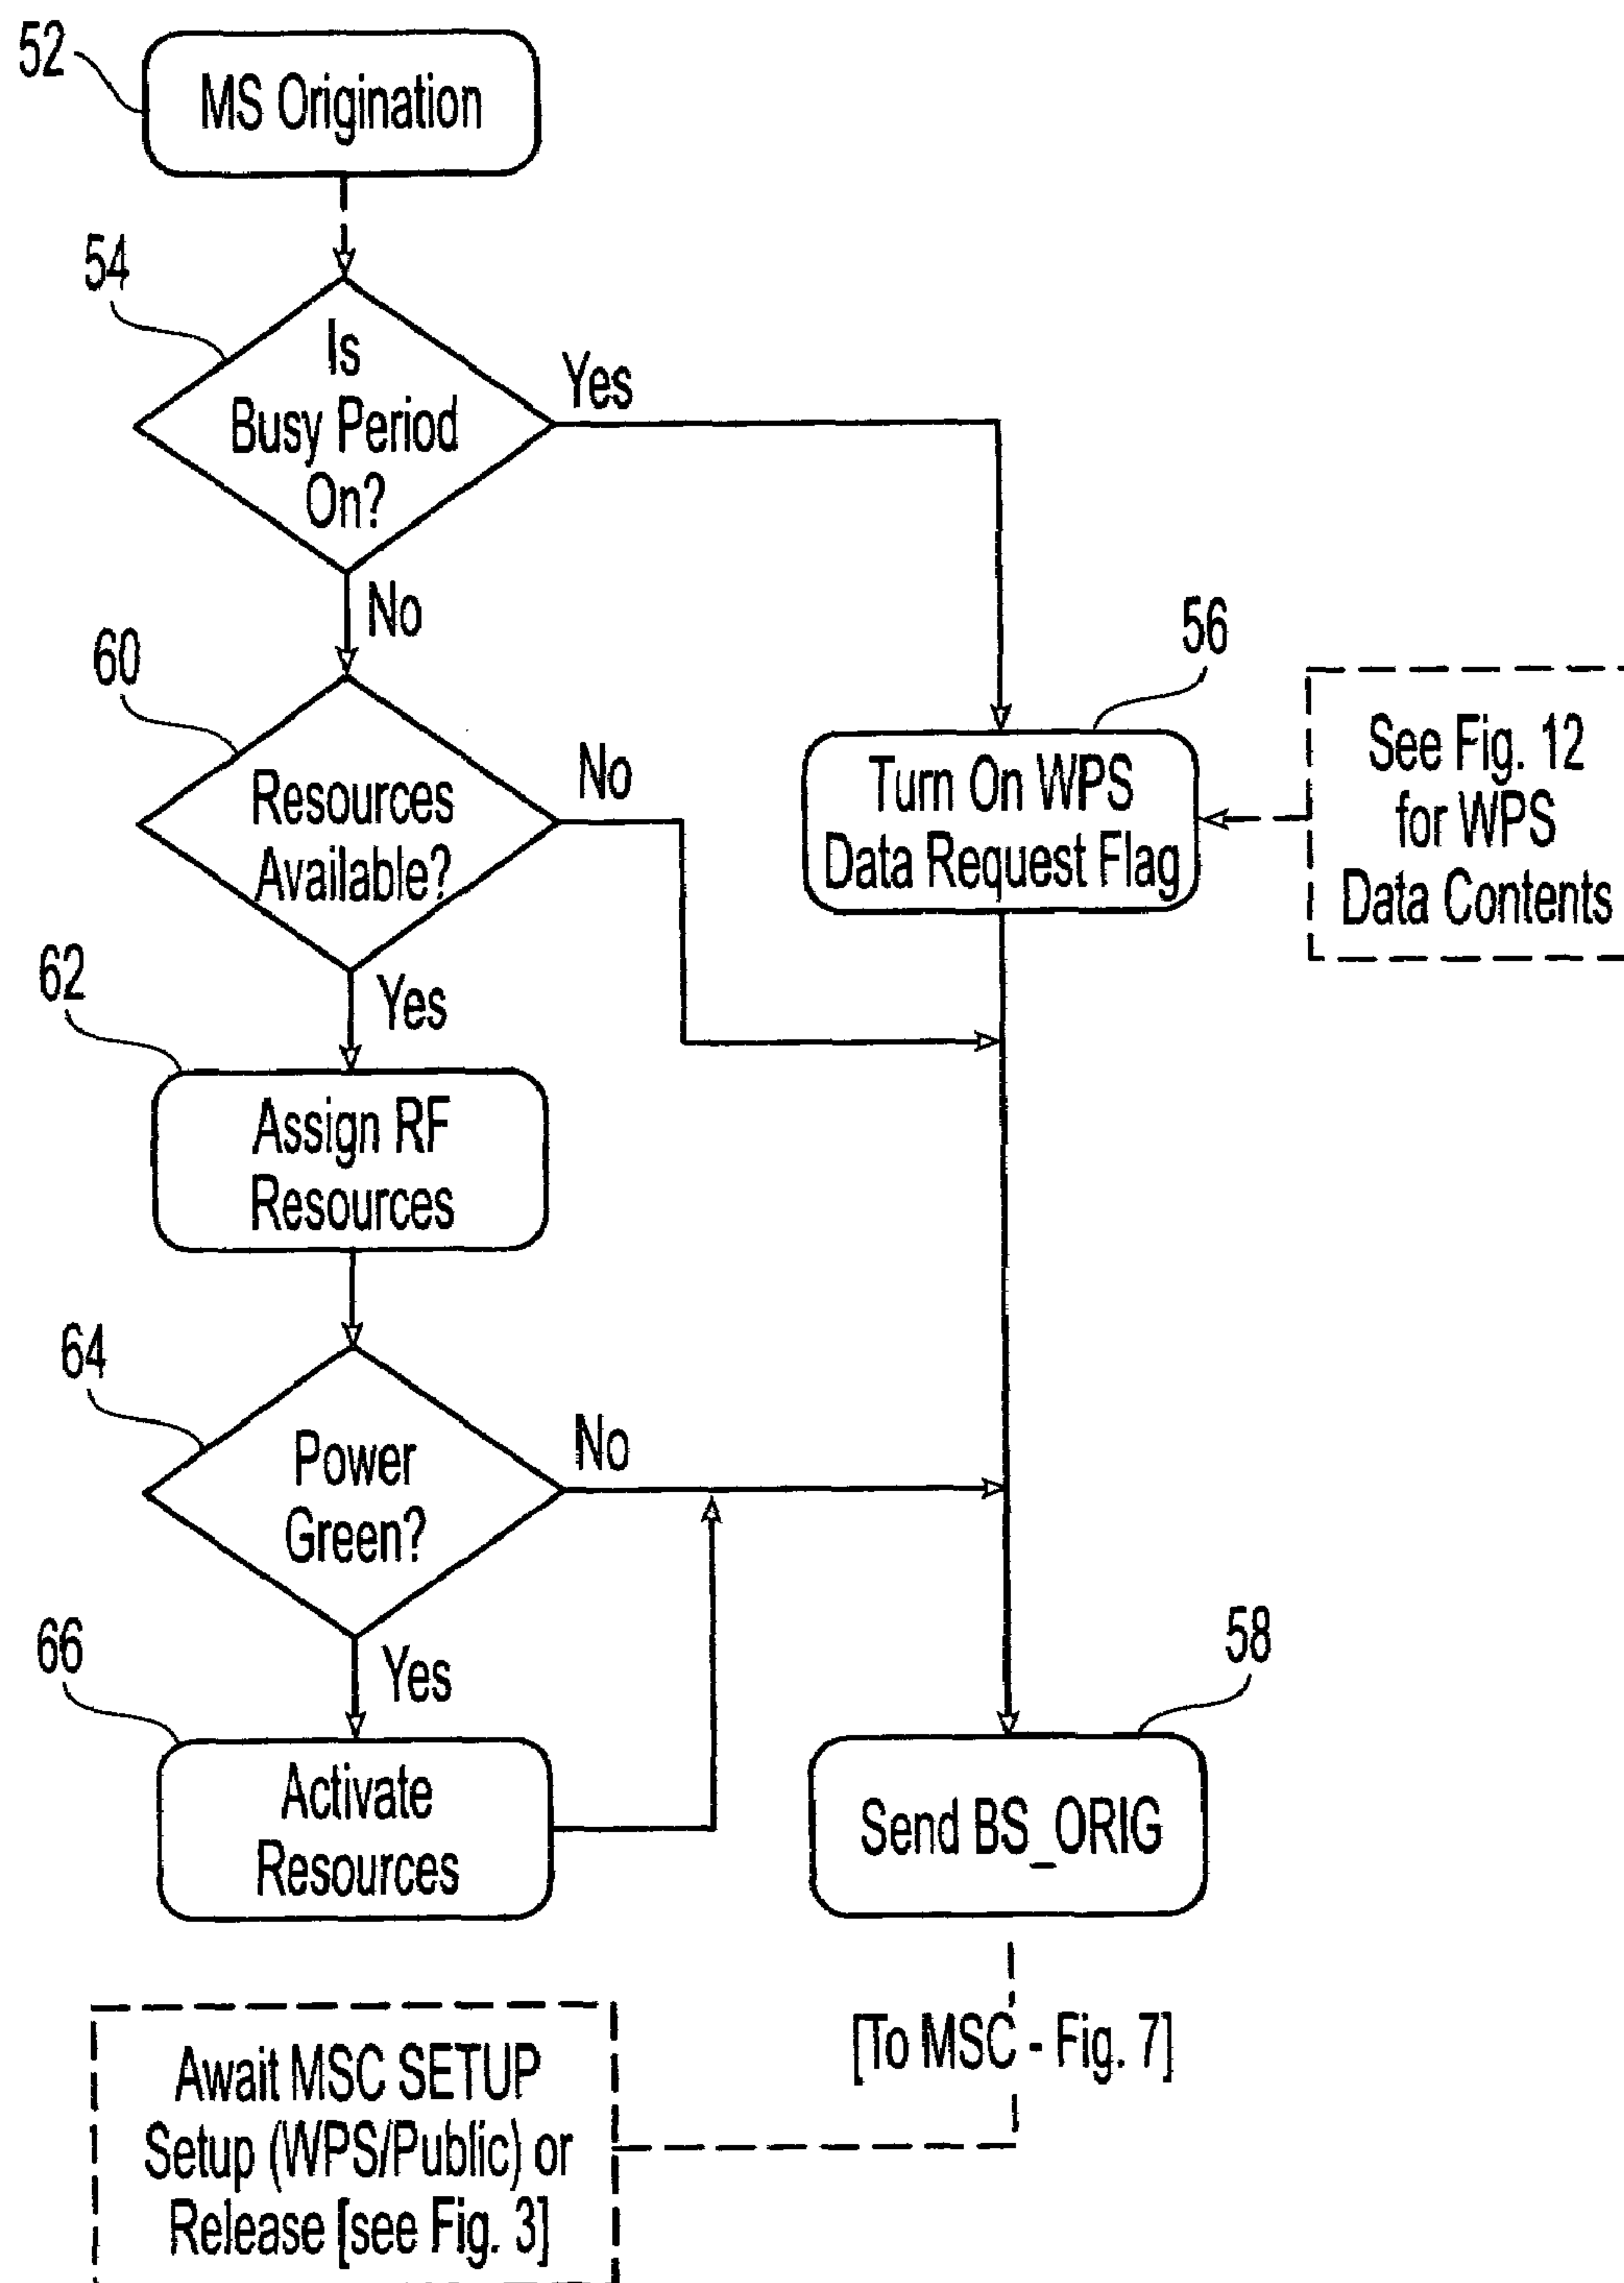 52
MS Origination
54
Is
Busy Period
On?
Yes
No
60
Resources
Available?
No
56
Turn On WPS
Data Request Flag
See Fig. 12
for WPS
Data Contents
Yes
62
Assign RF
Resources
64
Power
Green?
No
Yes
66
Activate
Resources
58
Send BS_ORIG
[To MSC - Fig. 7]
Await MSC SETUP
Setup (WPS/Public) or
Release [see Fig. 3]